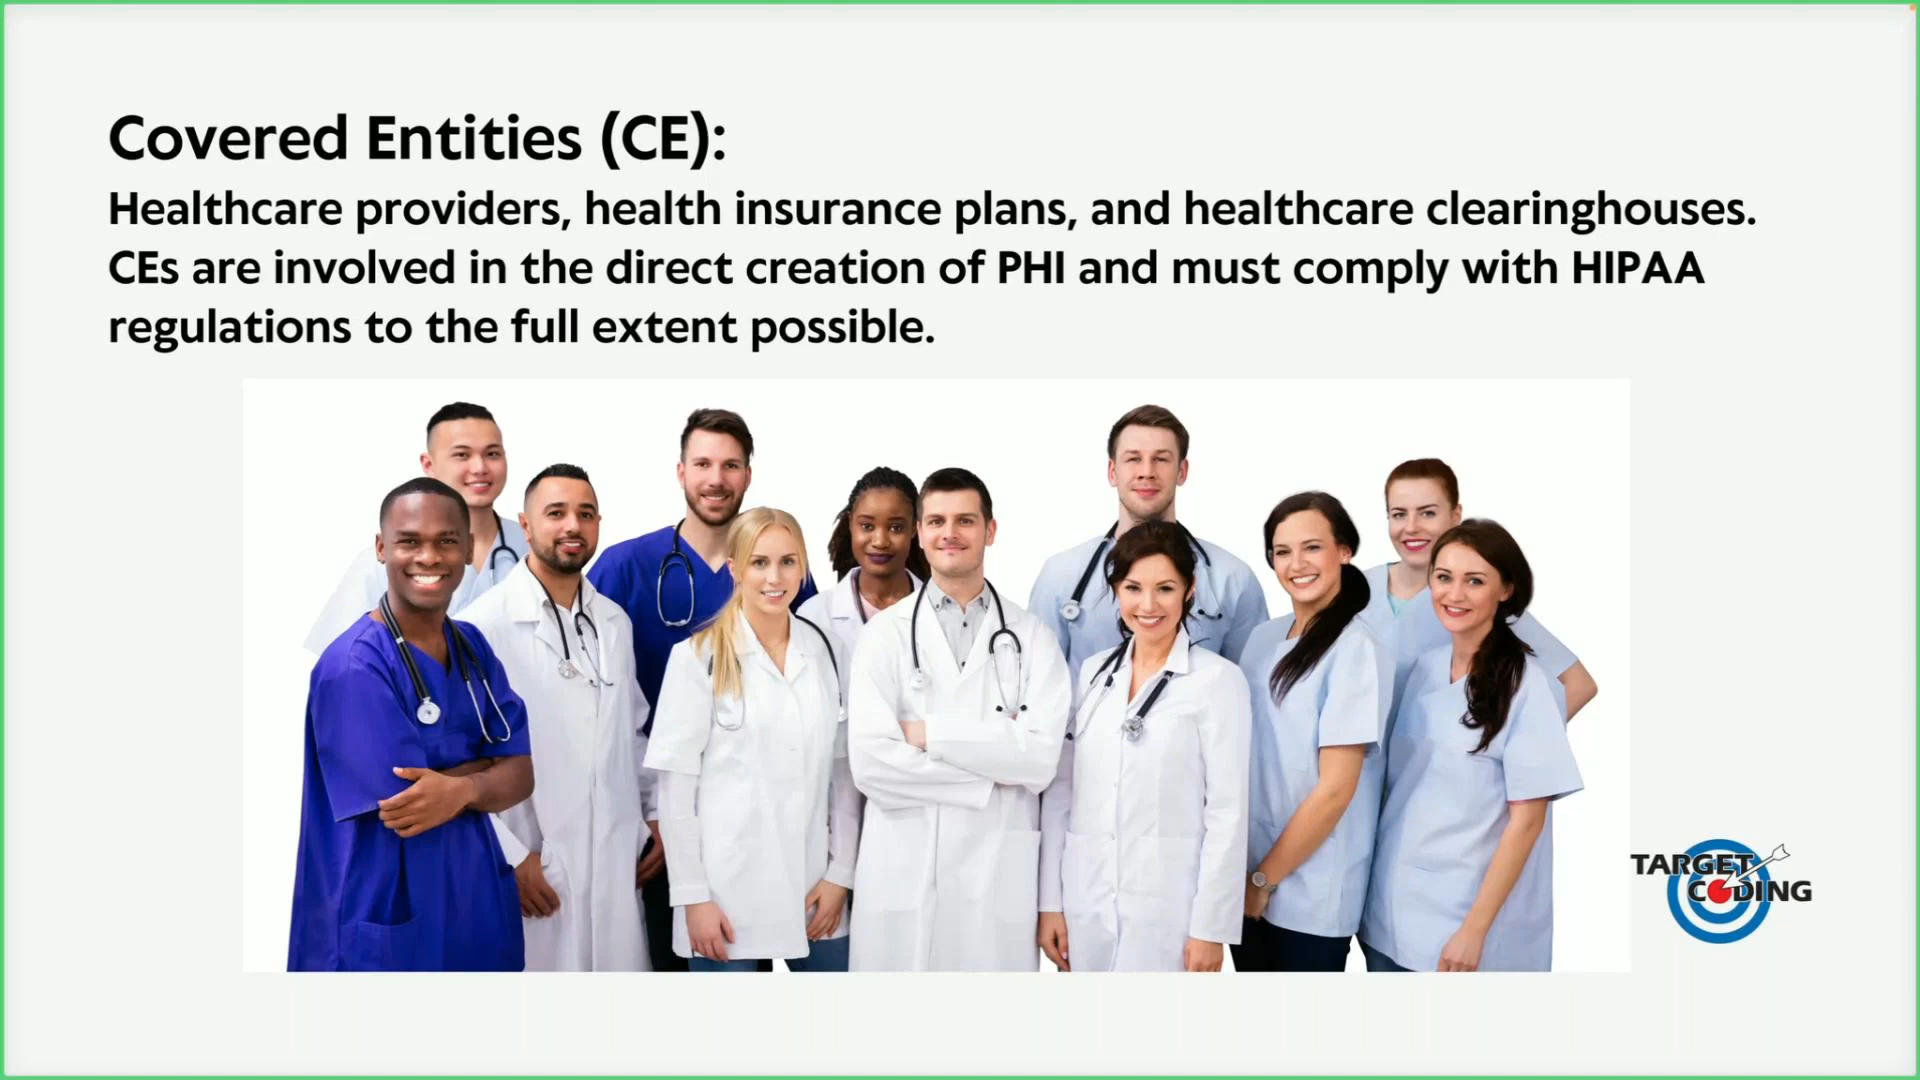 Covered Entities (CE):
Healthcare providers, health insurance plans, and healthcare clearinghouses.
CEs are involved in the direct creation of PHI and must comply with HIPAA
regulations to the full extent possible.
TARGET
CODING